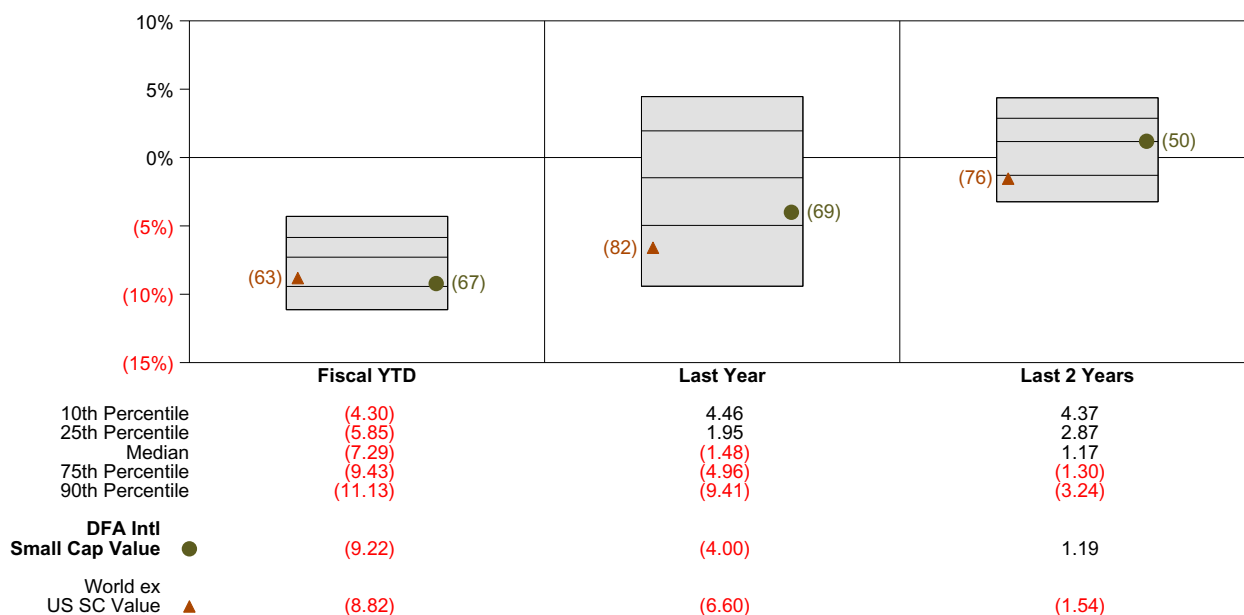 10%
5%
0%
(5%)
(10%)
(15%)
(63)
(67)
(82)
(69)
(76)
(50)
Fiscal YTD Last Year Last 2 Years
10th Percentile (4.30) 4.46 4.37
25th Percentile (5.85) 1.95 2.87
Median (7.29) (1.48) 1.17
75th Percentile (9.43) (4.96) (1.30)
90th Percentile (11.13) (9.41) (3.24)
DFA Intl
Small Cap Value (9.22) (4.00) 1.19
World ex
US SC Value (8.82) (6.60) (1.54)